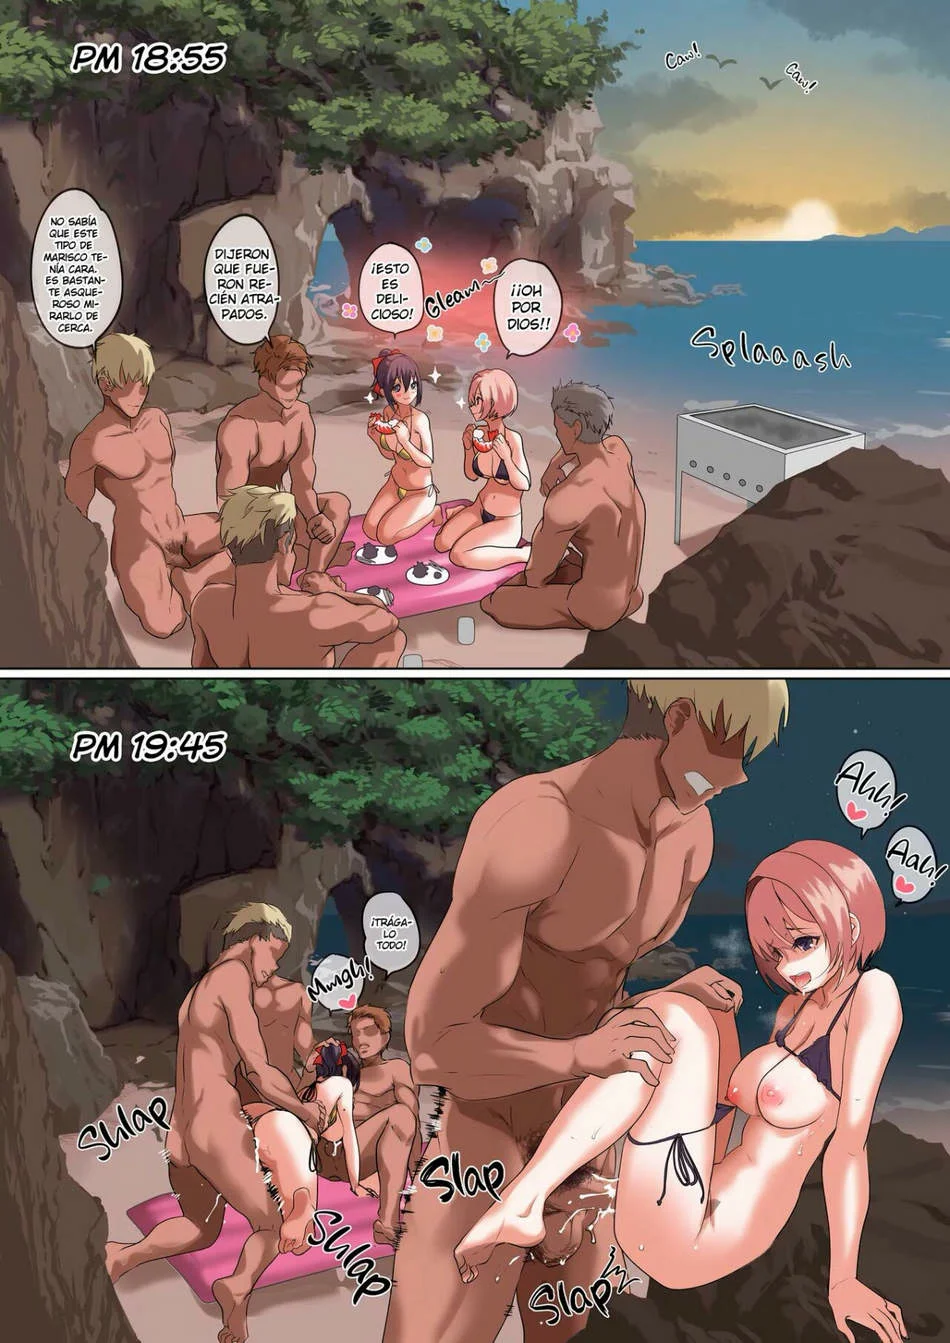 PM 18:55
Caw!
Caw!
NO SABÍA
QUE ESTE
TIPO DE
MARISCO TE-
NÍA CARA.
ES BASTAN-
TE ASQUE-
ROSO MI-
RARLO DE
CERCA.
DIJERON
QUE FUE-
RON RE-
CIÉN ATRA-
PADOS.
¡ESTO
ES
DELI-
CIOSO!
Gleam~
¡¡OH
POR
DIOS!!
Splaaash
PM 19:45
Ahh!
Aah!
¡TRÁGA-
LO
TODO!
Mmgh!
Shlap
Slap
Shlap
Slap